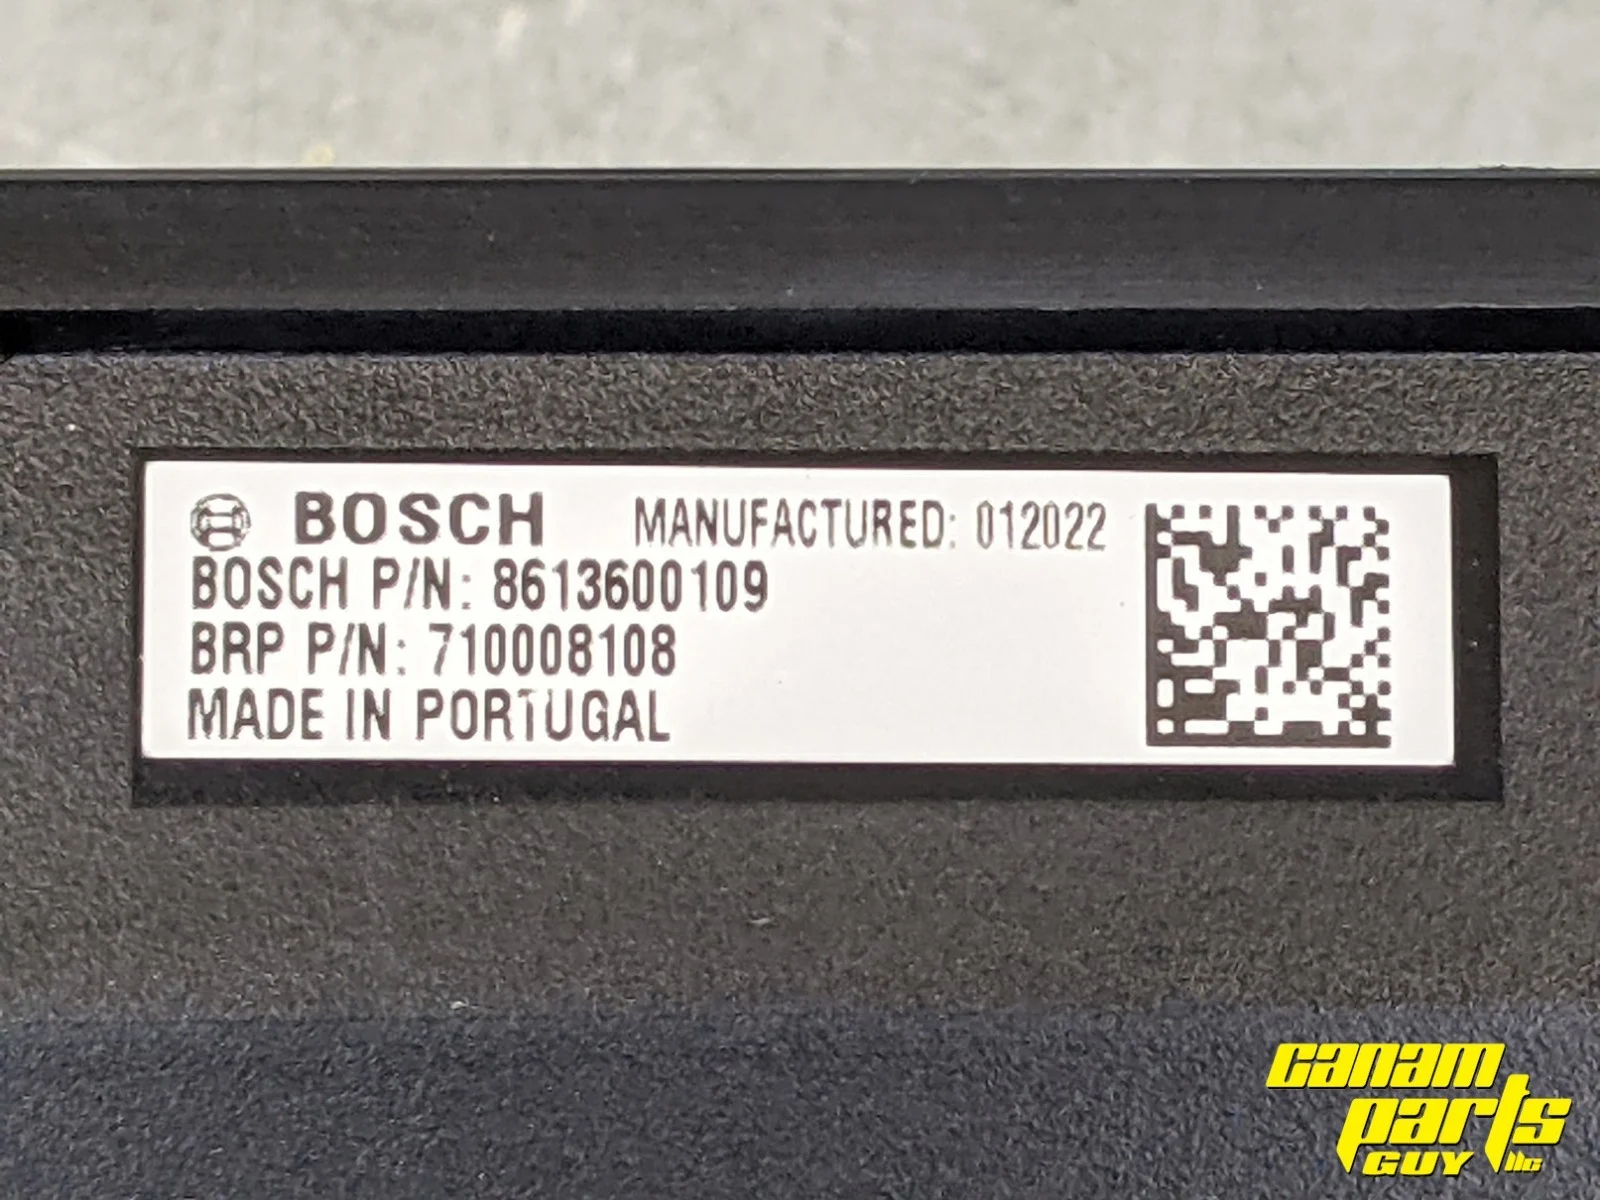 BOSCH MANUFACTURED: 012022
BOSCH P/N: 8613600109
BRP P/N: 710008108
MADE IN PORTUGAL
canam
parts
GUY llc